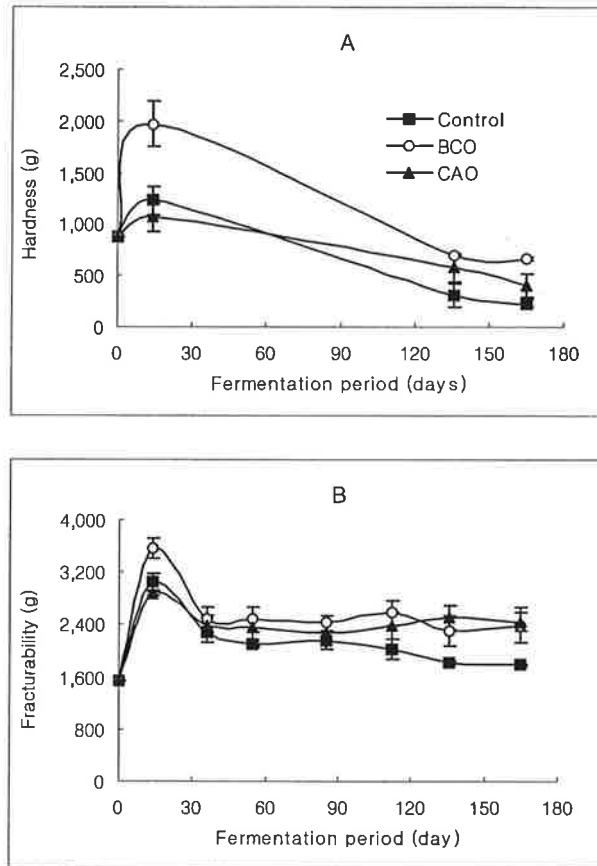 A
2,500
2,000
1,500
1,000
500
0
Hardness (g)
Control
BCO
CAO
0 30 60 90 120 150 180
Fermentation period (days)
B
4,000
3,200
2,400
1,600
800
0
Fracturability (g)
0 30 60 90 120 150 180
Fermentation period (day)